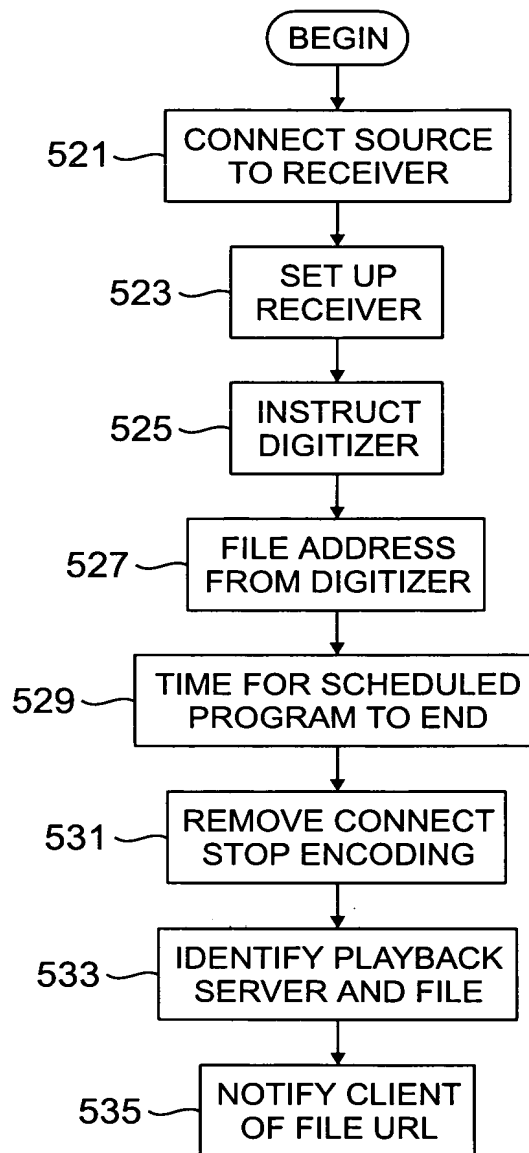 BEGIN
521
CONNECT SOURCE
TO RECEIVER
523
SET UP
RECEIVER
525
INSTRUCT
DIGITIZER
527
FILE ADDRESS
FROM DIGITIZER
529
TIME FOR SCHEDULED
PROGRAM TO END
531
REMOVE CONNECT
STOP ENCODING
533
IDENTIFY PLAYBACK
SERVER AND FILE
535
NOTIFY CLIENT
OF FILE URL